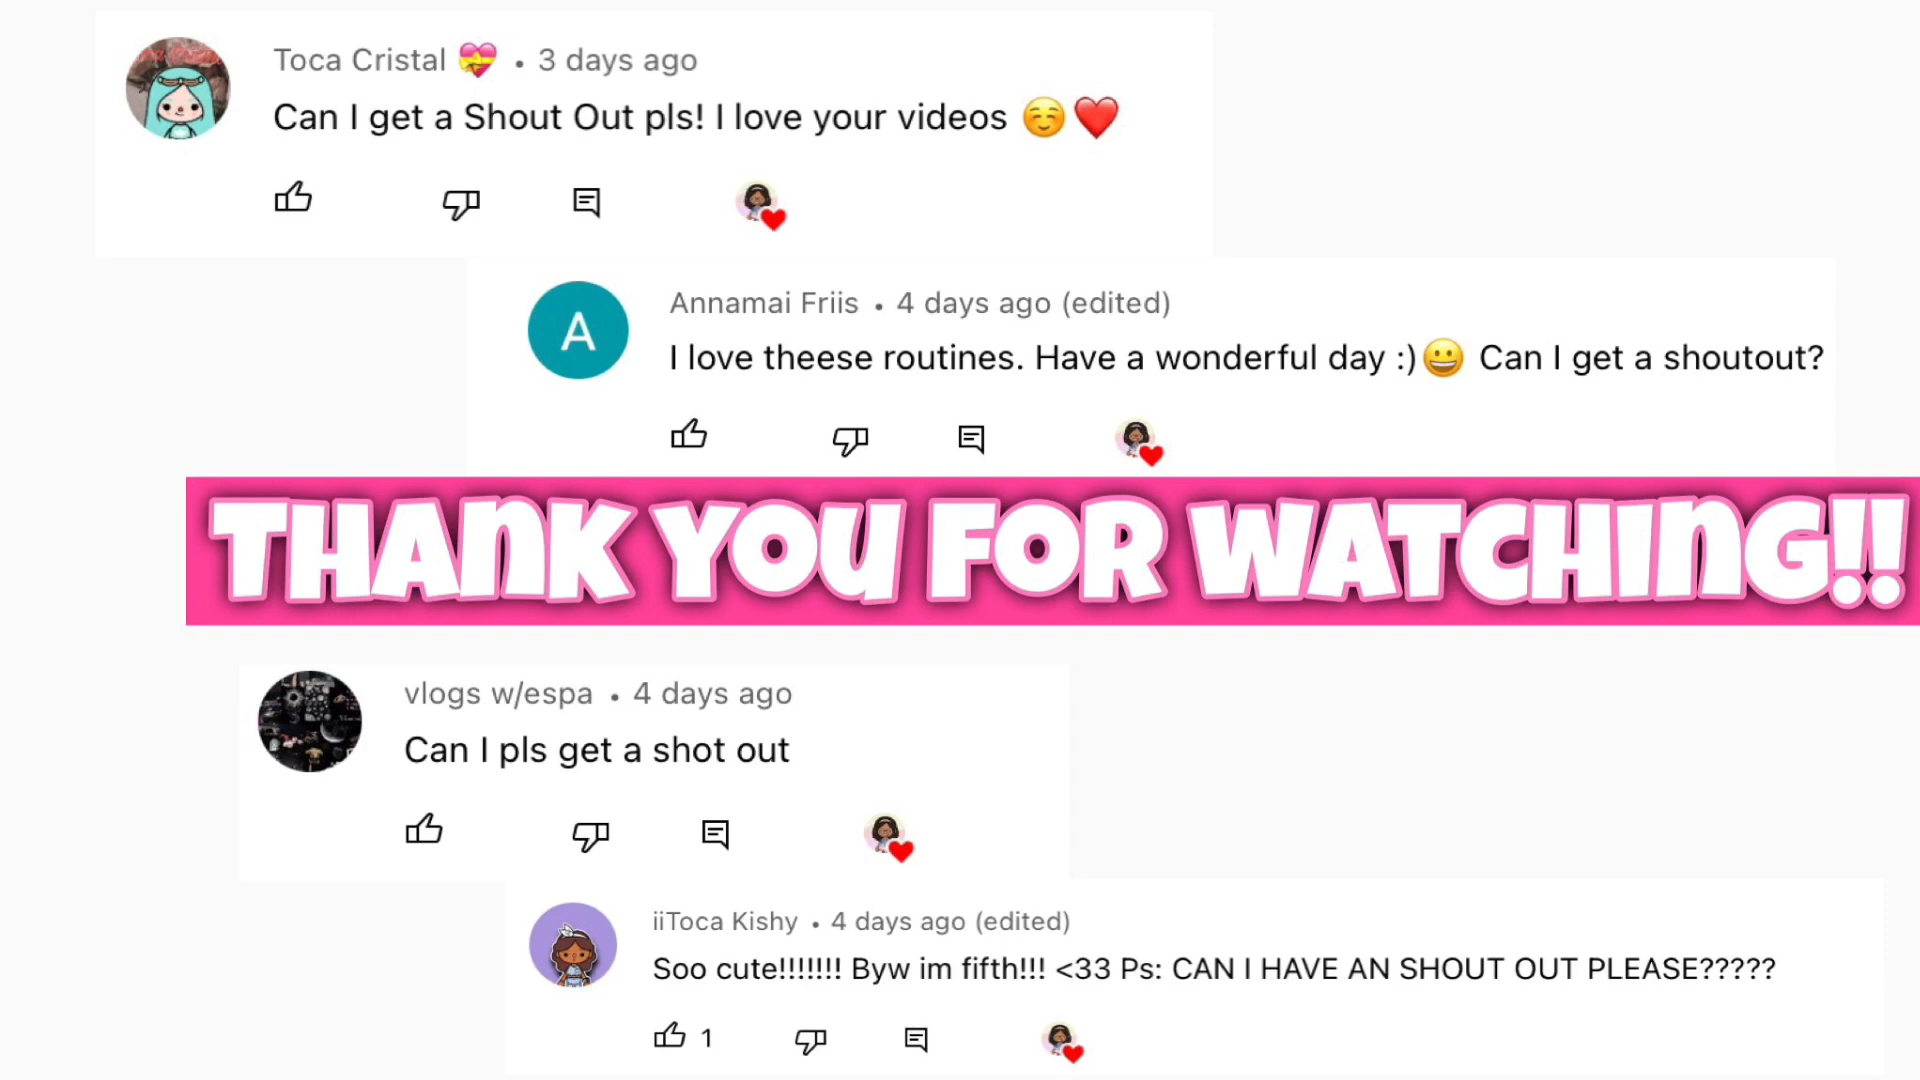 Toca Cristal 💝 • 3 days ago
Can I get a Shout Out pls! I love your videos ☺️❤️
A
Annamai Friis • 4 days ago (edited)
I love theese routines. Have a wonderful day :)😀 Can I get a shoutout?
THANK YOU FOR WATCHING!!
vlogs w/espa • 4 days ago
Can I pls get a shot out
iiToca Kishy • 4 days ago (edited)
Soo cute!!!!!!! Byw im fifth!!! <33 Ps: CAN I HAVE AN SHOUT OUT PLEASE?????
1